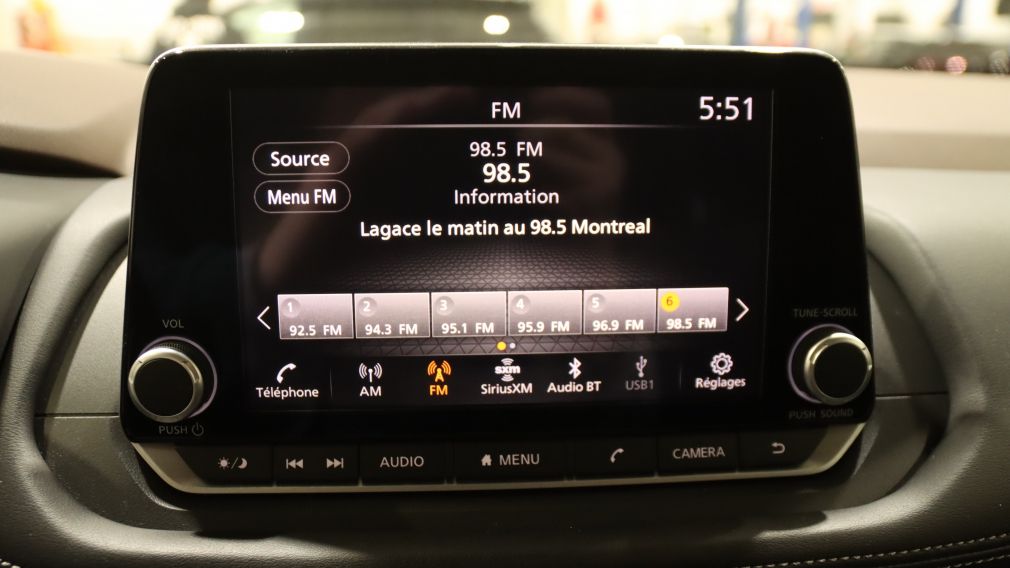 FM
5:51
Source
98.5 FM
98.5
Menu FM
Information
Lagace le matin au 98.5 Montreal
1
2
3
4
5
6
92.5 FM
94.3 FM
95.1 FM
95.9 FM
96.9 FM
98.5 FM
VOL
TUNE·SCROLL
Téléphone
AM
FM
sxm
SiriusXM
Audio BT
USB1
Réglages
PUSH
PUSH SOUND
AUDIO
MENU
CAMERA